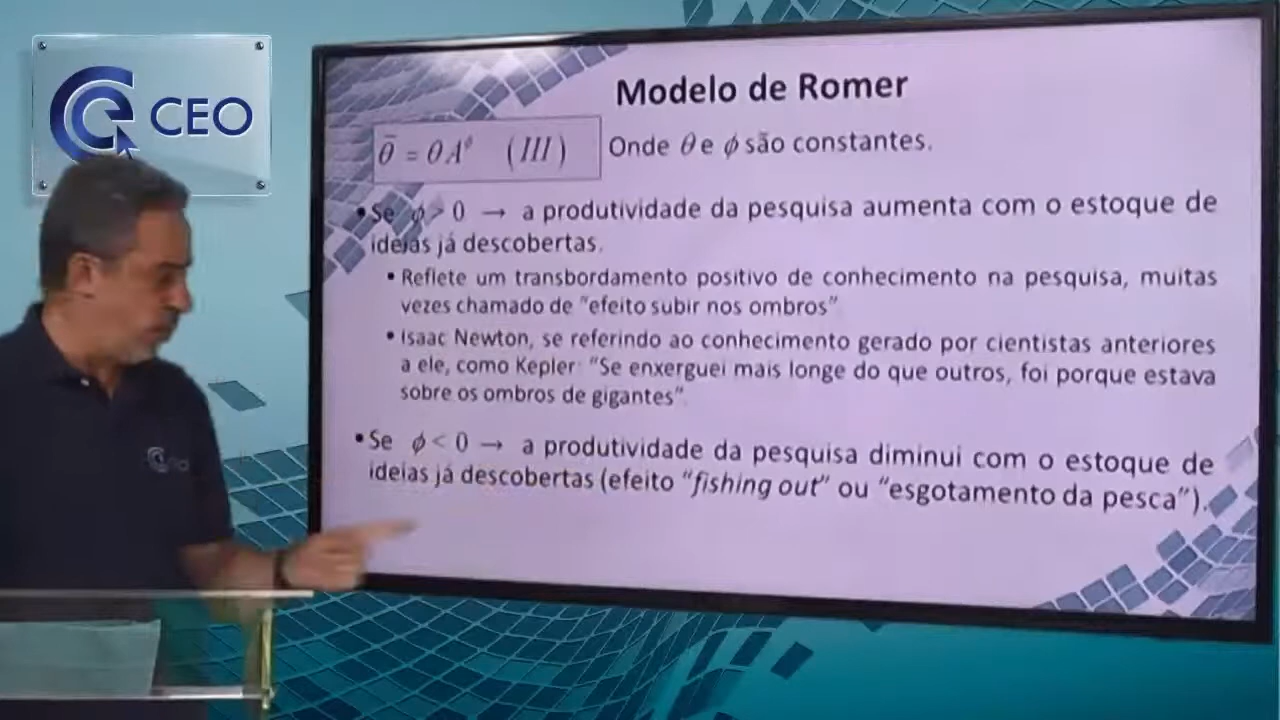 CEO
Modelo de Romer
θ̄ = θA^ϕ (III) Onde θ e ϕ são constantes.
• Se ϕ > 0 → a produtividade da pesquisa aumenta com o estoque de
ideias já descobertas.
• Reflete um transbordamento positivo de conhecimento na pesquisa, muitas
vezes chamado de "efeito subir nos ombros"
• Isaac Newton, se referindo ao conhecimento gerado por cientistas anteriores
a ele, como Kepler: "Se enxerguei mais longe do que outros, foi porque estava
sobre os ombros de gigantes".
• Se ϕ < 0 → a produtividade da pesquisa diminui com o estoque de
ideias já descobertas (efeito "fishing out" ou "esgotamento da pesca").